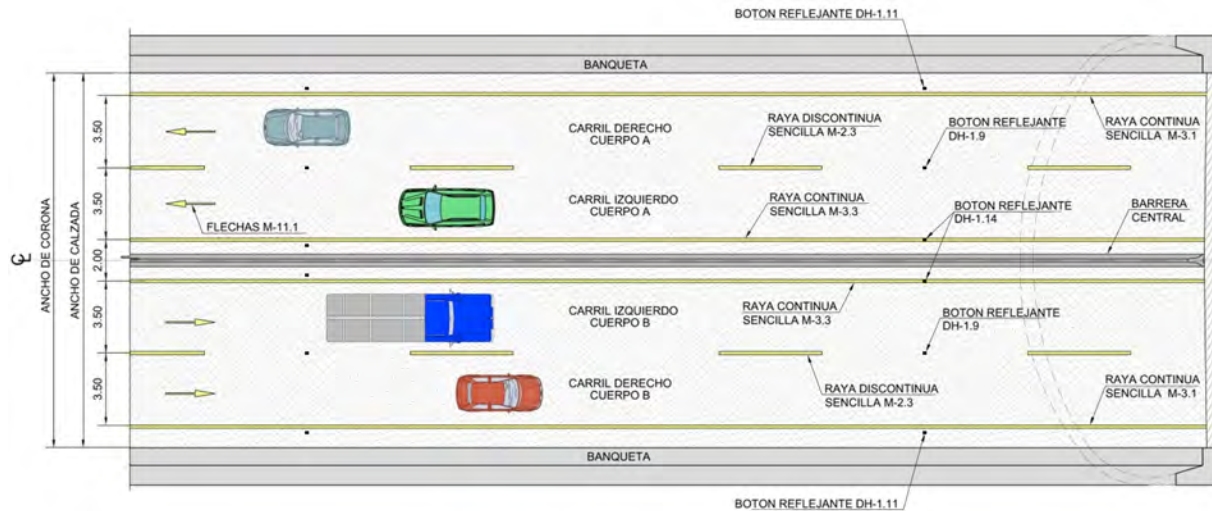 BOTON REFLEJANTE DH-1.11
BANQUETA
CARRIL DERECHO
CUERPO A
RAYA DISCONTINUA
SENCILLA M-2.3
BOTON REFLEJANTE
DH-1.9
RAYA CONTINUA
SENCILLA M-3.1
3.50
CARRIL IZQUIERDO
CUERPO A
RAYA CONTINUA
SENCILLA M-3.3
BOTON REFLEJANTE
DH-1.14
BARRERA
CENTRAL
3.50
FLECHAS M-11.1
ANCHO DE CORONA
ANCHO DE CALZADA
2.00
CARRIL IZQUIERDO
CUERPO B
RAYA CONTINUA
SENCILLA M-3.3
BOTON REFLEJANTE
DH-1.9
3.50
CARRIL DERECHO
CUERPO B
RAYA DISCONTINUA
SENCILLA M-2.3
RAYA CONTINUA
SENCILLA M-3.1
3.50
BANQUETA
BOTON REFLEJANTE DH-1.11